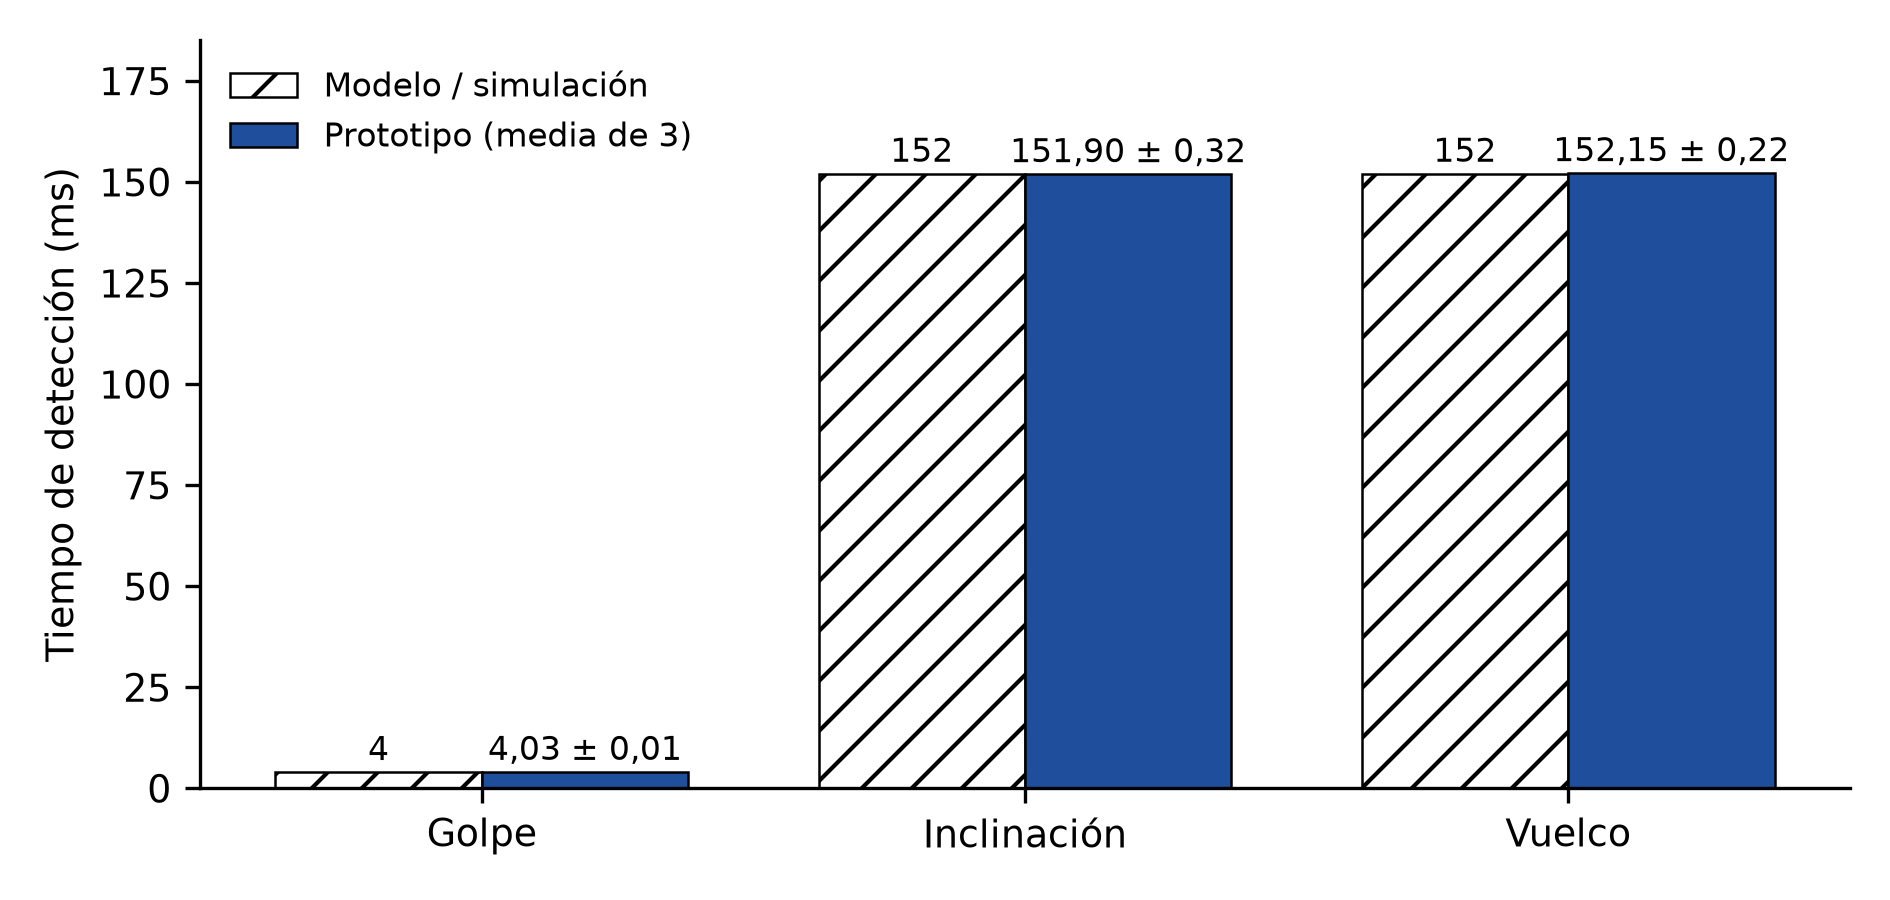 Modelo / simulación
Prototipo (media de 3)
Tiempo de detección (ms)
175
150
125
100
75
50
25
0
4
4,03 ± 0,01
152
151,90 ± 0,32
152
152,15 ± 0,22
Golpe
Inclinación
Vuelco